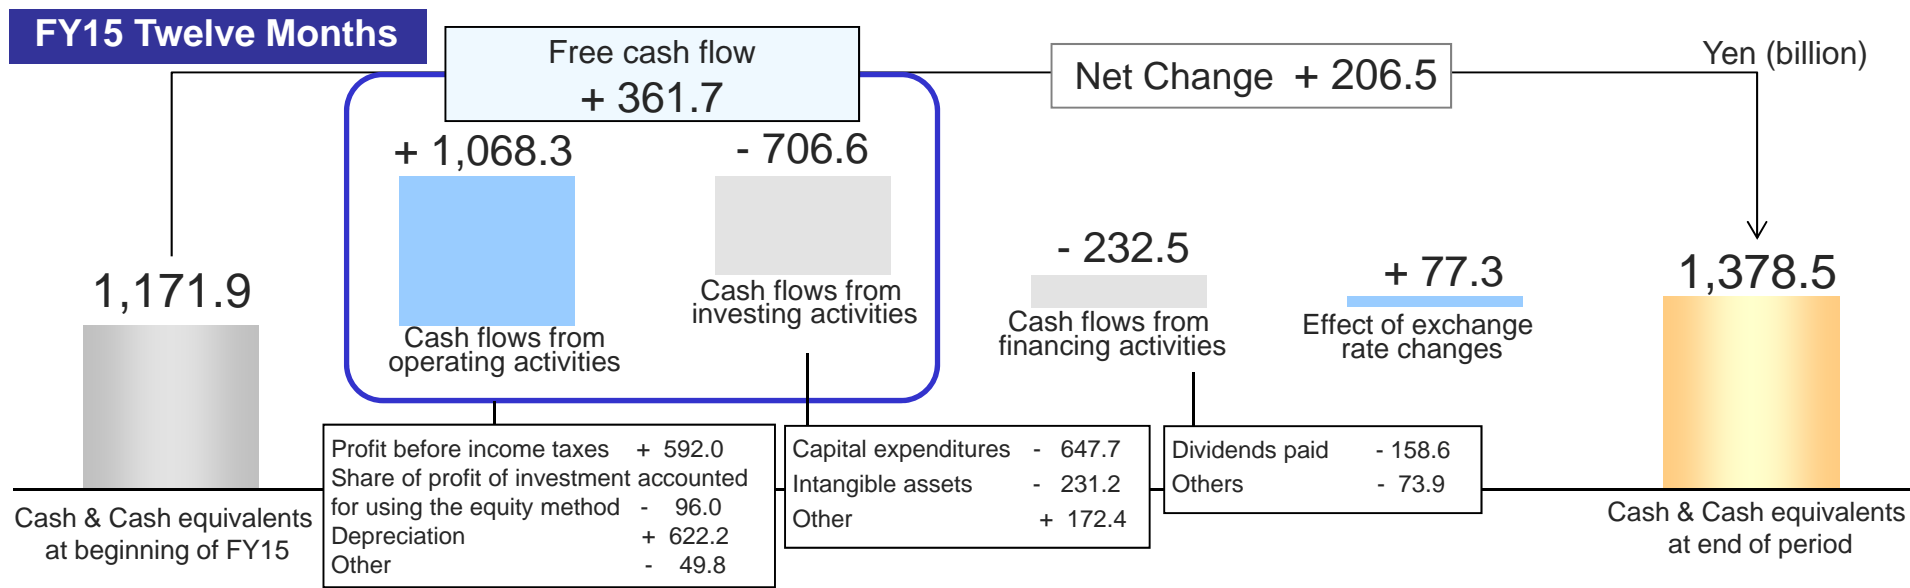 FY15 Twelve Months
Free cash flow
+ 361.7
Net Change + 206.5
Yen (billion)
+ 1,068.3
- 706.6
- 232.5
+ 77.3
1,171.9
1,378.5
Cash flows from
operating activities
Cash flows from
investing activities
Cash flows from
financing activities
Effect of exchange
rate changes
Cash & Cash equivalents
at beginning of FY15
Profit before income taxes + 592.0
Share of profit of investment accounted
for using the equity method - 96.0
Depreciation + 622.2
Other - 49.8
Capital expenditures - 647.7
Intangible assets - 231.2
Other + 172.4
Dividends paid - 158.6
Others - 73.9
Cash & Cash equivalents
at end of period